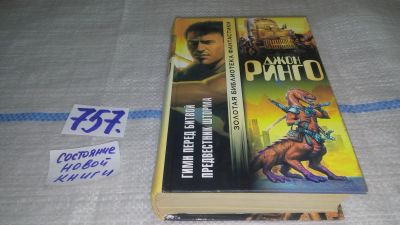 757.
СОСТОЯНИЕ
НОВОЙ
КНИГИ
ГИМН ПЕРЕД БИТВОЙ
ПРЕДВЕСТНИК ШТОРМА
ЗОЛОТАЯ БИБЛИОТЕКА ФАНТАСТИКИ
ДЖОН
РИНГО